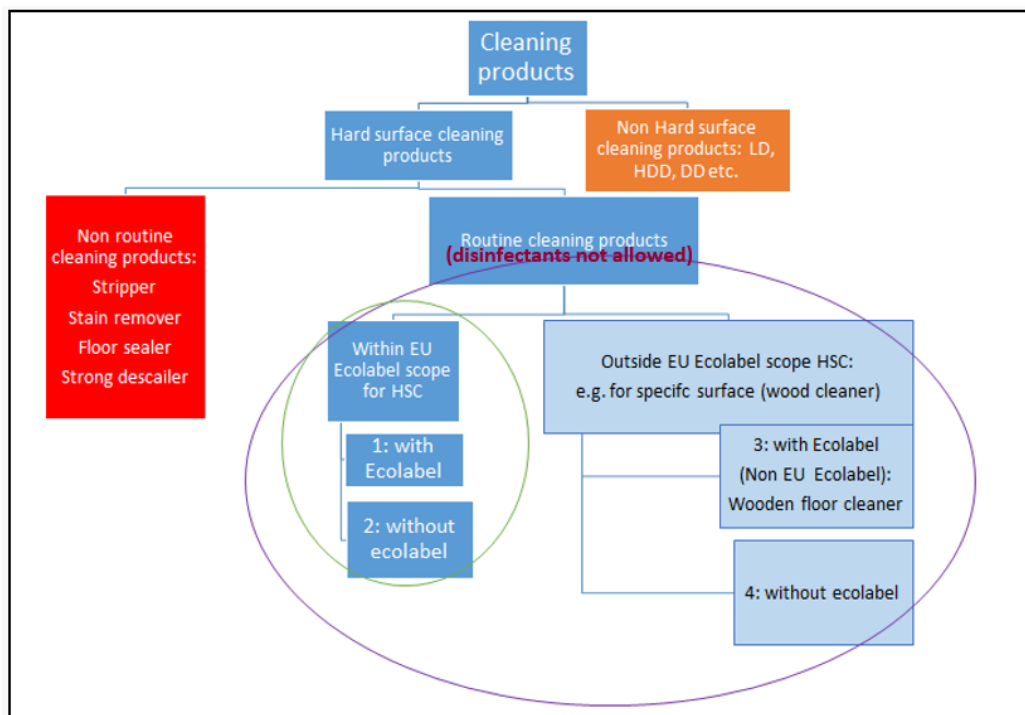 Cleaning
products
Hard surface cleaning
products
Non Hard surface
cleaning products: LD,
HDD, DD etc.
Non routine
cleaning products:
Stripper
Stain remover
Floor sealer
Strong descailer
Routine cleaning products
(disinfectants not allowed)
Within EU
Ecolabel scope
for HSC
1: with
Ecolabel
2: without
ecolabel
Outside EU Ecolabel scope HSC:
e.g. for specifc surface (wood cleaner)
3: with Ecolabel
(Non EU Ecolabel):
Wooden floor cleaner
4: without ecolabel